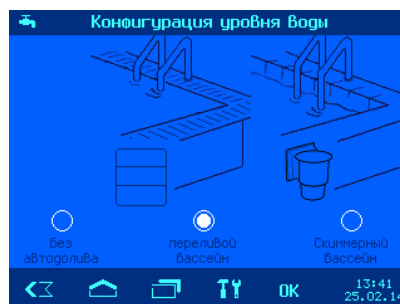 Конфигурация уровня воды
без
автодолива
переливой
бассейн
Скиммерный
бассейн
OK
13:41
25.02.14